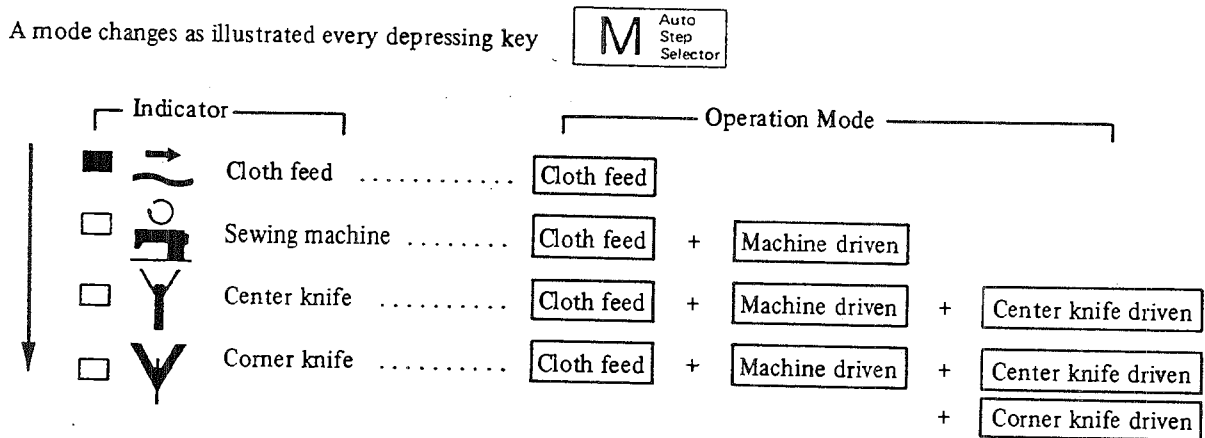 A mode changes as illustrated every depressing key M Auto Step Selector
Indicator Operation Mode
Cloth feed ............ Cloth feed
Sewing machine ........ Cloth feed + Machine driven
Center knife .......... Cloth feed + Machine driven + Center knife driven
Corner knife .......... Cloth feed + Machine driven + Center knife driven
+ Corner knife driven